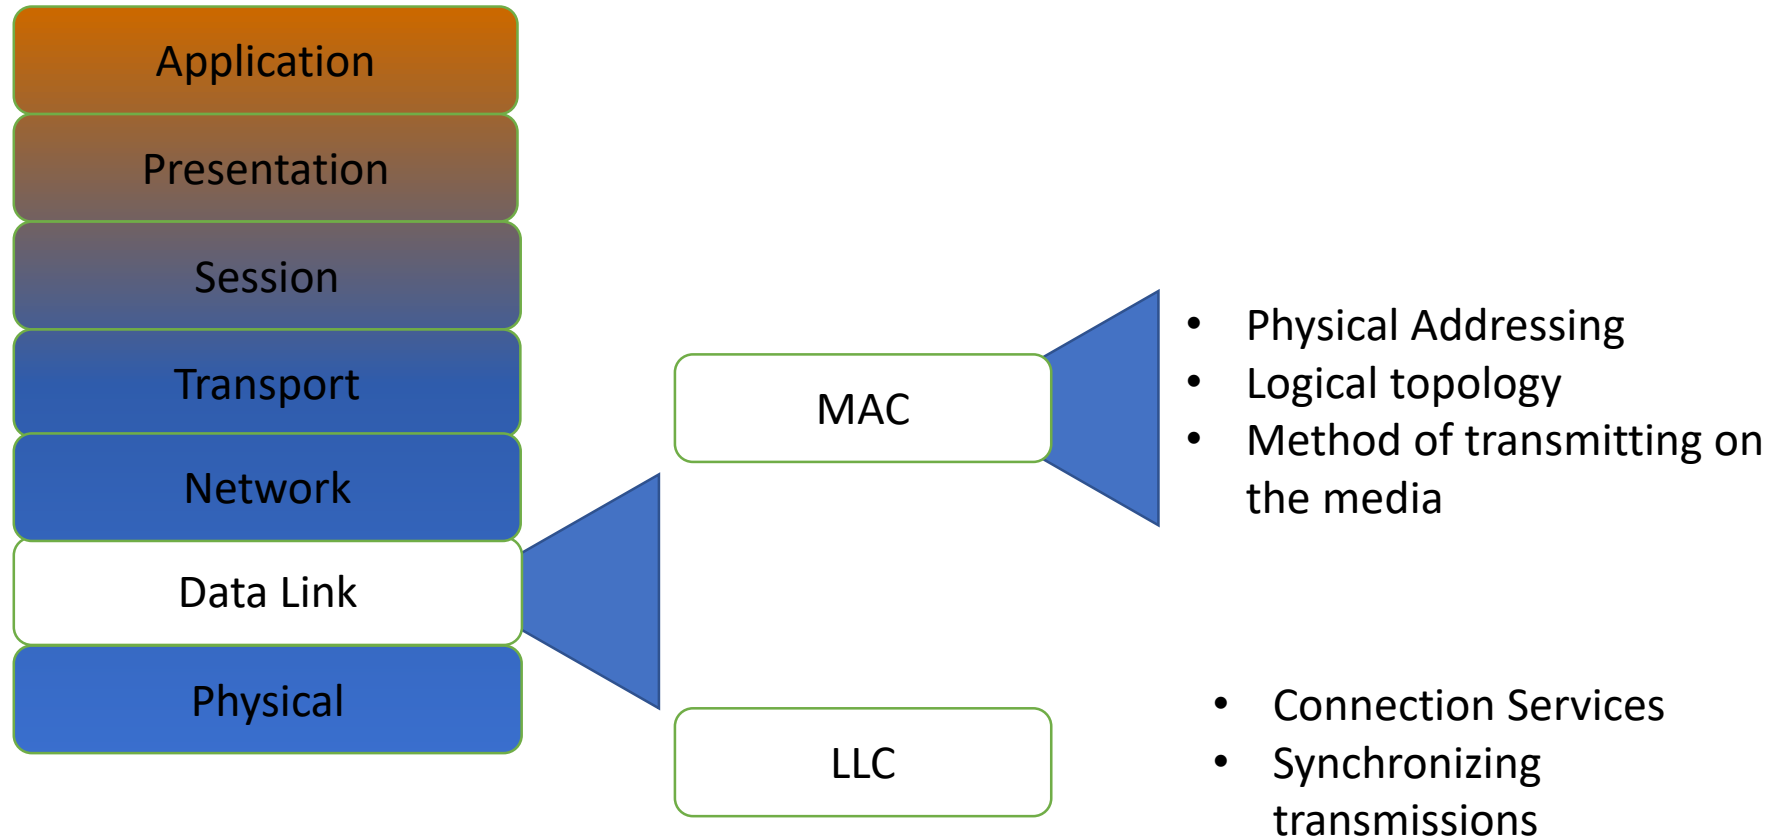 Application
Presentation
Session
Transport
Network
Data Link
Physical
MAC
• Physical Addressing
• Logical topology
• Method of transmitting on
the media
LLC
• Connection Services
• Synchronizing
transmissions